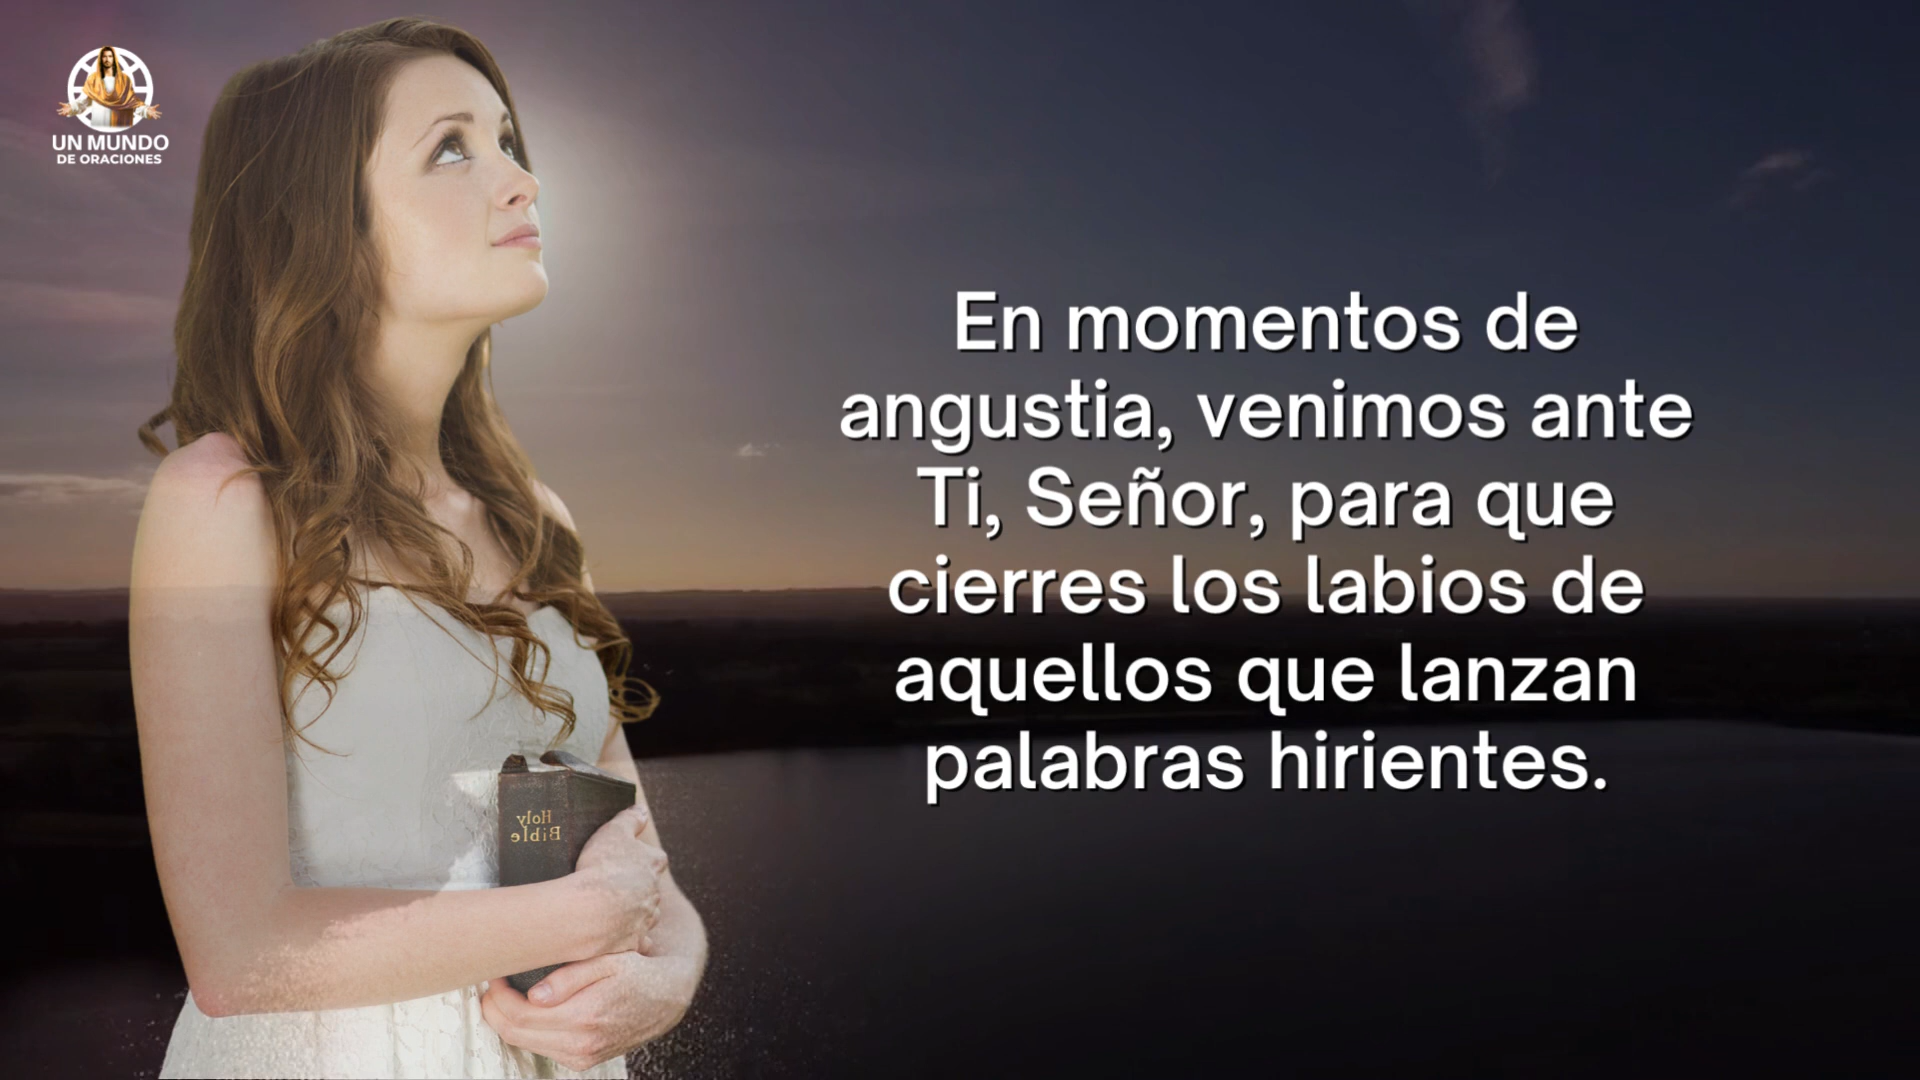 UN MUNDO
DE ORACIONES
En momentos de
angustia, venimos ante
Ti, Señor, para que
cierres los labios de
aquellos que lanzan
palabras hirientes.
Holy
Bible